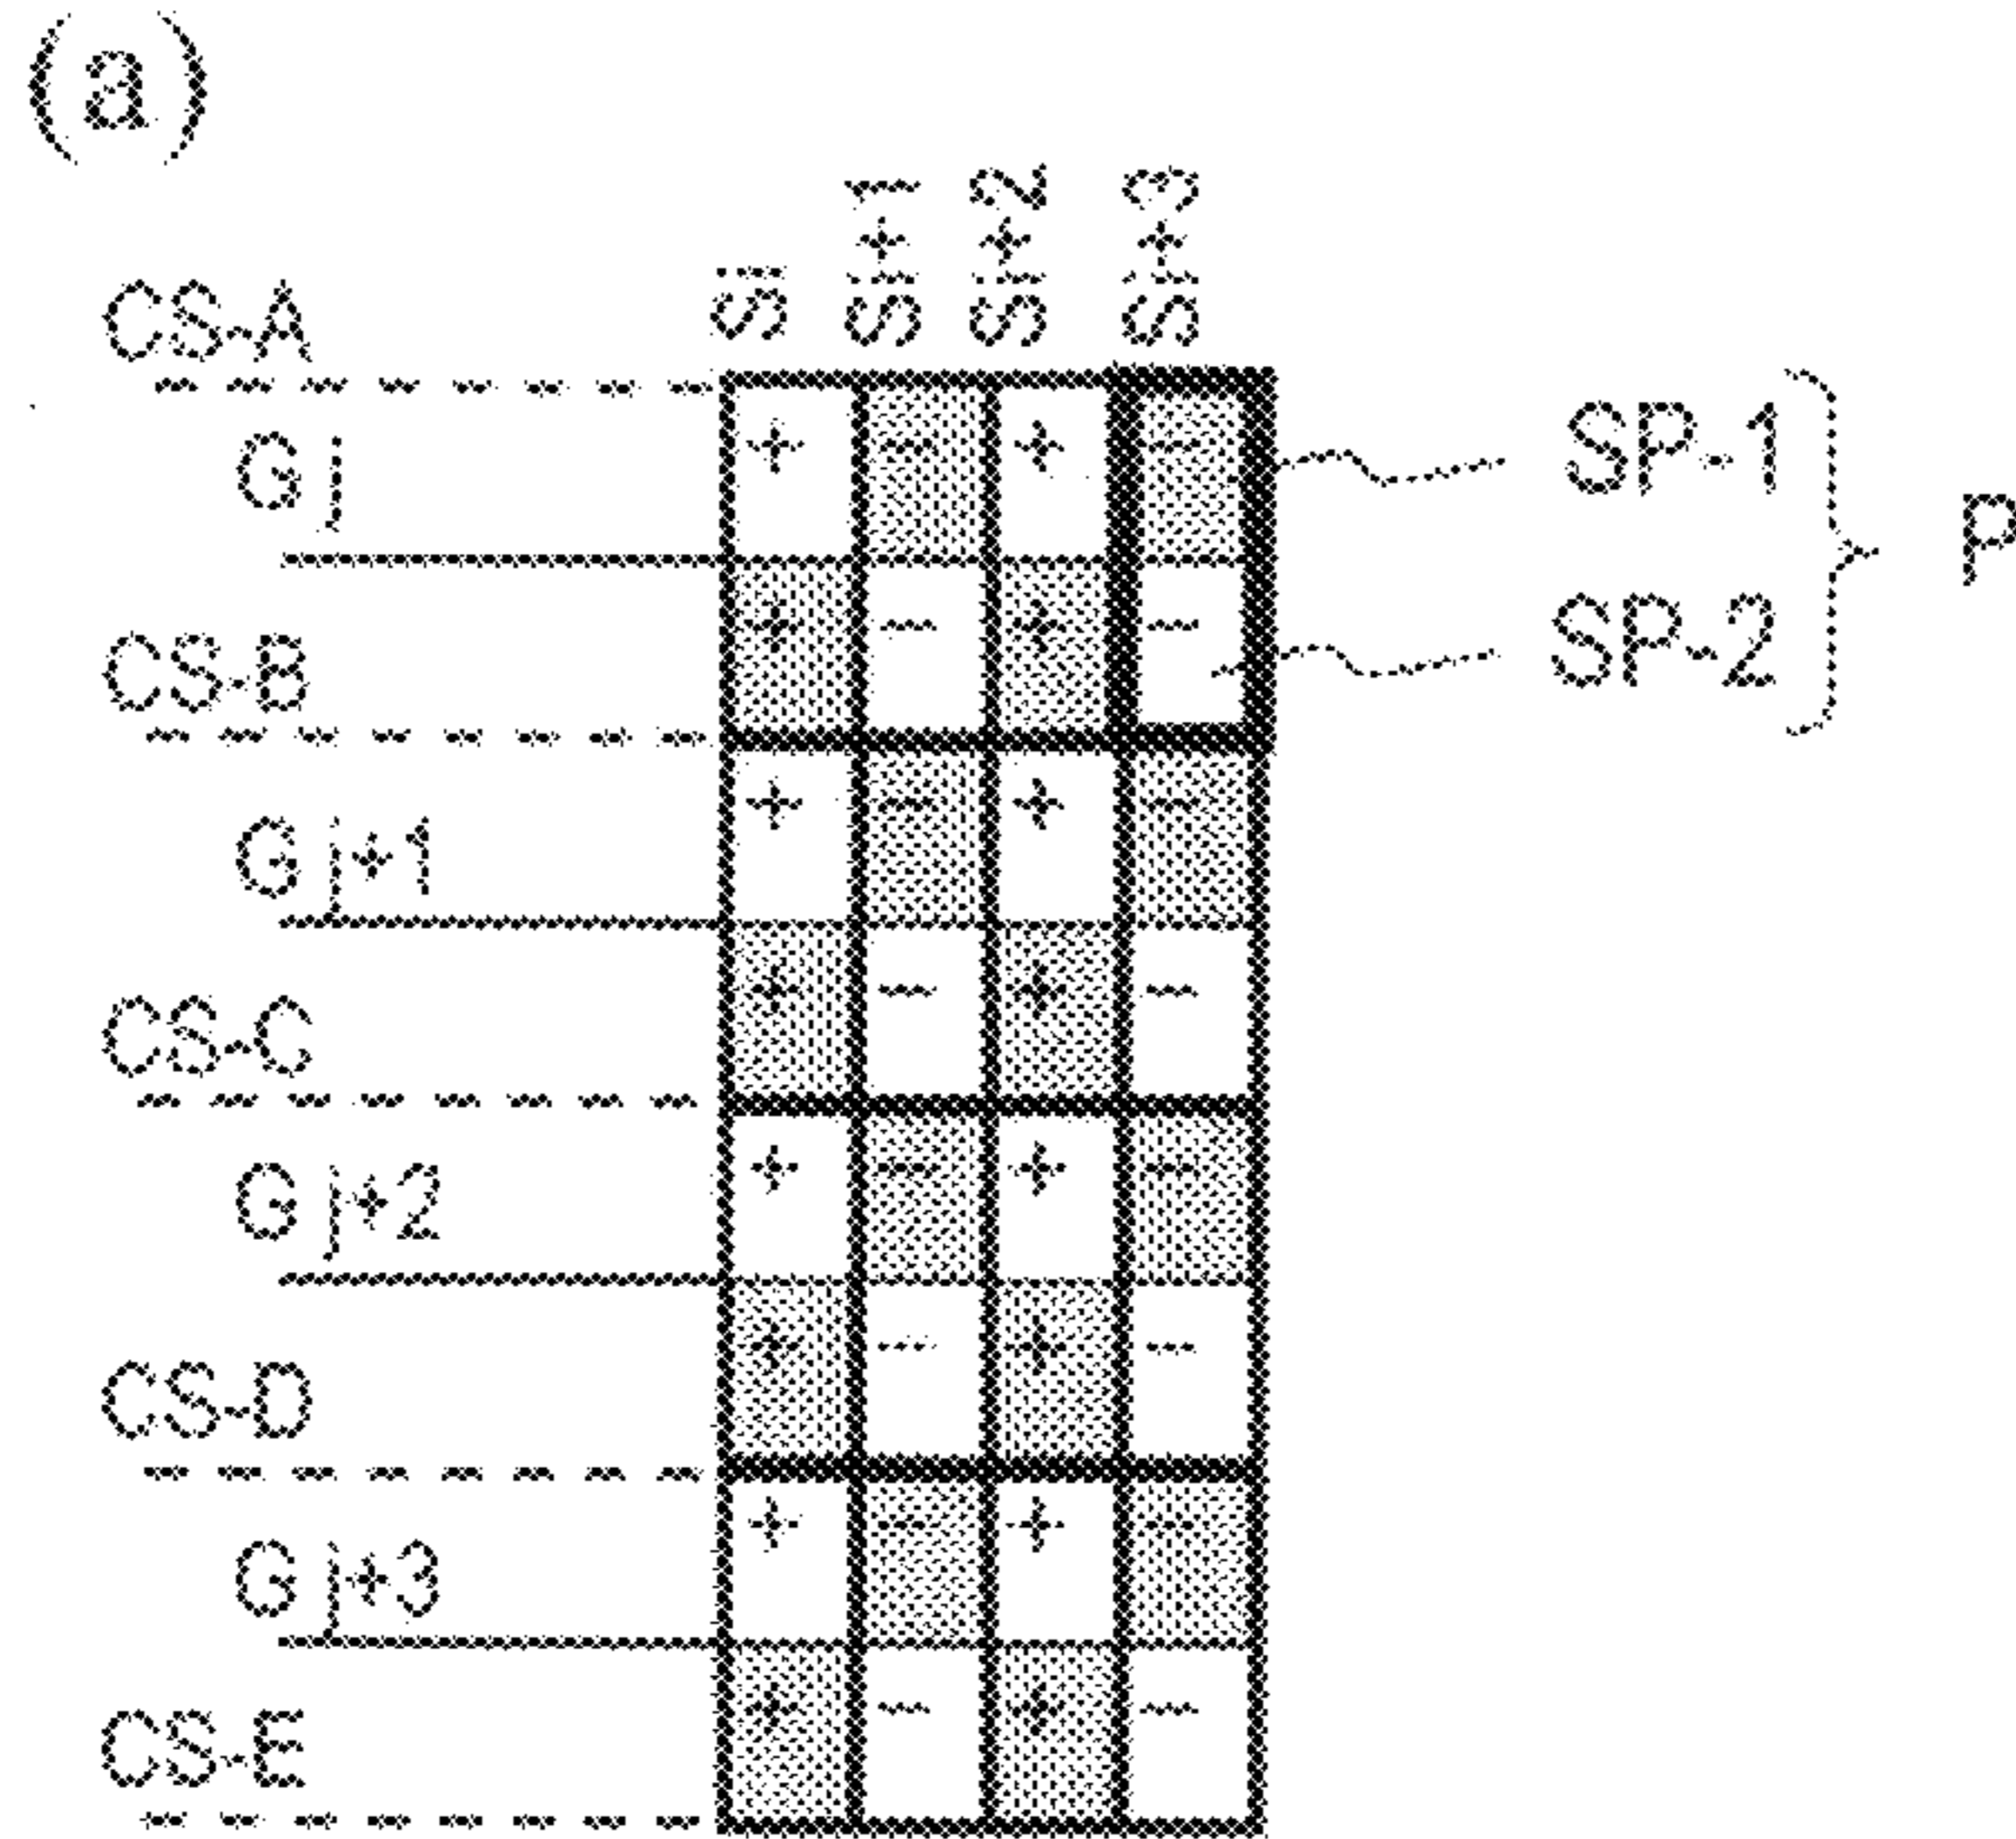 (a)
Si Si+1 Si+2 Si+3
CS-A
Gj + - + - SP-1
P
CS-B + - + - SP-2
Gj+1 + - + -
CS-C + - + -
Gj+2 + - + -
CS-D + - + -
Gj+3 + - + -
CS-E + - + -